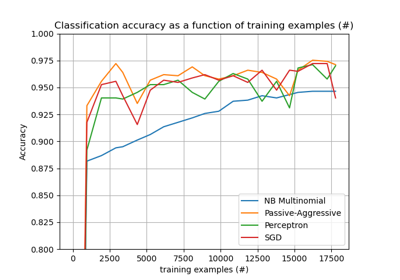 Classification accuracy as a function of training examples (#)
1.000
0.975
0.950
0.925
0.900
0.875
0.850
0.825
0.800
Accuracy
NB Multinomial
Passive-Aggressive
Perceptron
SGD
0 2500 5000 7500 10000 12500 15000 17500
training examples (#)